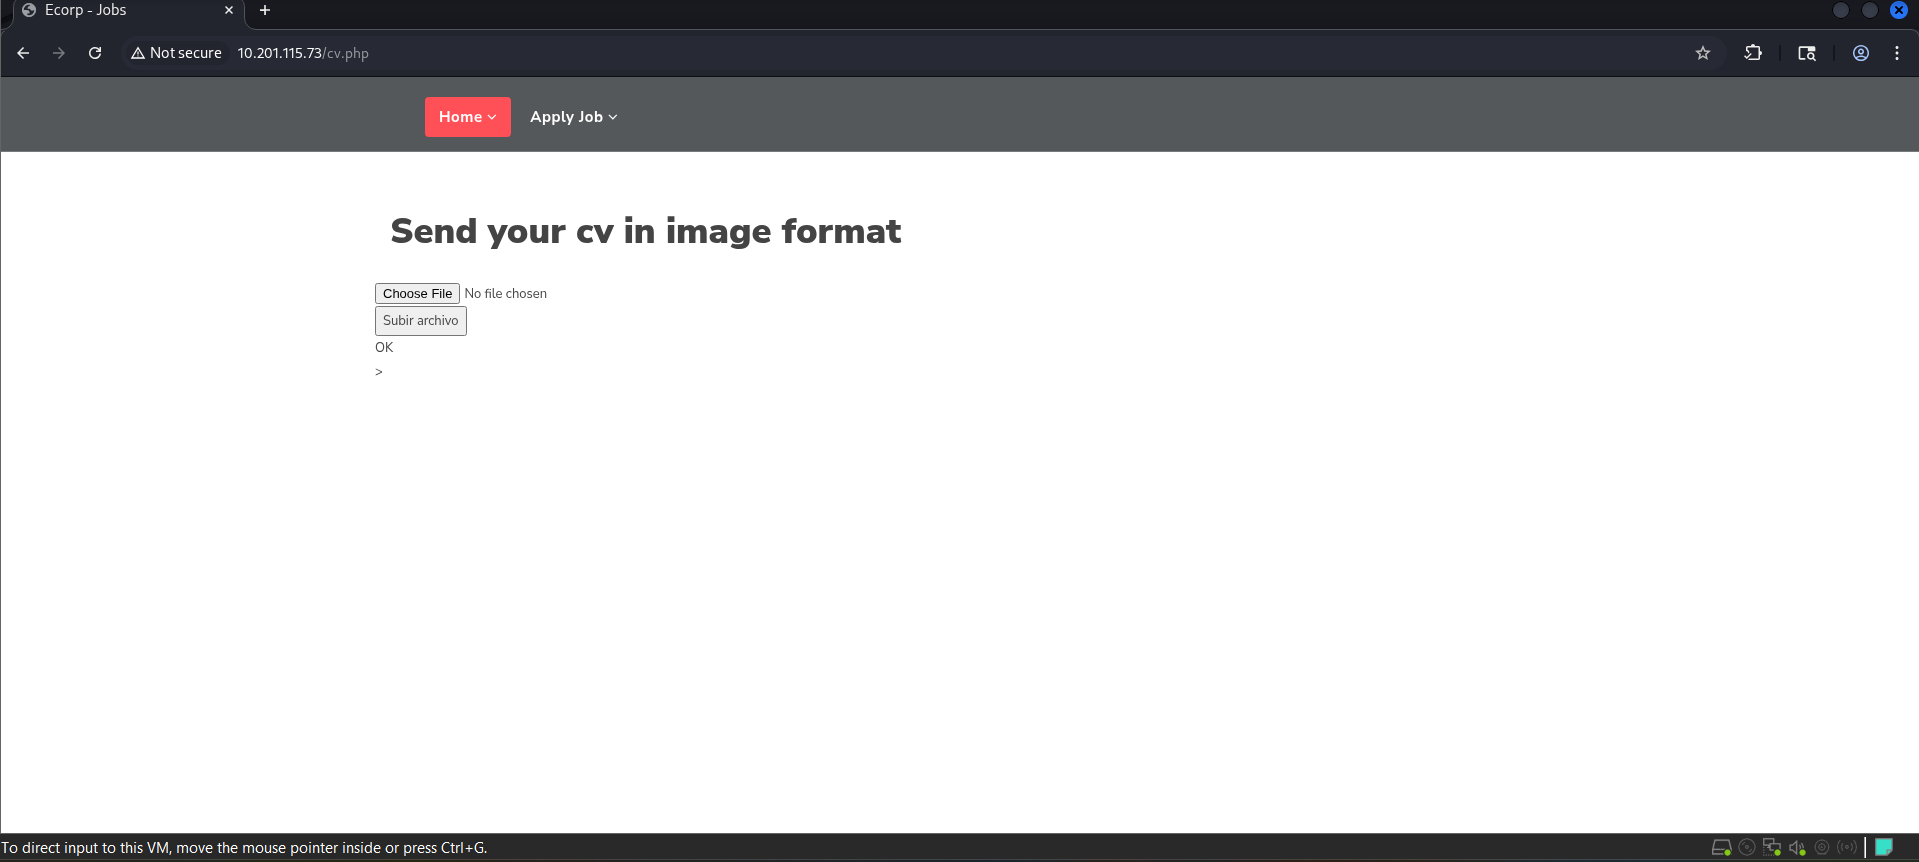 Ecorp - Jobs
Not secure 10.201.115.73/cv.php
Home Apply Job
Send your cv in image format
Choose File No file chosen
Subir archivo
OK
>
To direct input to this VM, move the mouse pointer inside or press Ctrl+G.